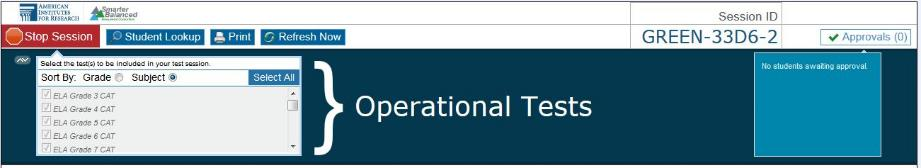 AMERICAN
INSTITUTES
FOR RESEARCH
Smarter
Balanced
Session ID
GREEN-33D6-2
Stop Session
Student Lookup
Print
Refresh Now
Approvals (0)
Select the test(s) to be included in your test session.
Sort By: Grade Subject Select All
ELA Grade 3 CAT
ELA Grade 4 CAT
ELA Grade 5 CAT
ELA Grade 6 CAT
ELA Grade 7 CAT
Operational Tests
No students awaiting approval